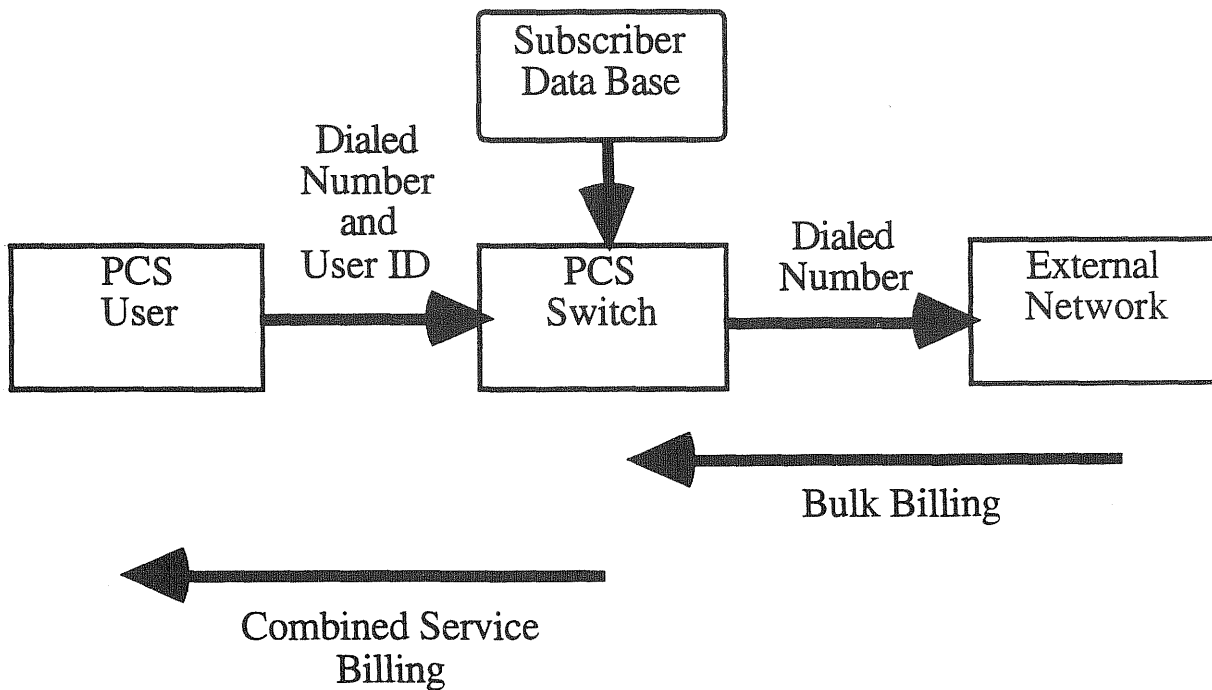 Subscriber
Data Base
Dialed
Number
and
User ID
PCS
User
PCS
Switch
Dialed
Number
External
Network
Bulk Billing
Combined Service
Billing